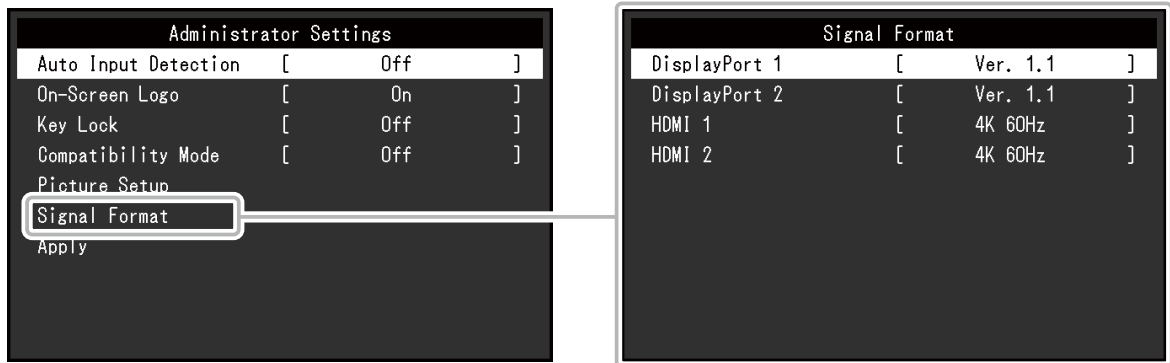 Administrator Settings
Auto Input Detection [ Off ]
On-Screen Logo [ On ]
Key Lock [ Off ]
Compatibility Mode [ Off ]
Picture Setup
Signal Format
Apply
Signal Format
DisplayPort 1 [ Ver. 1.1 ]
DisplayPort 2 [ Ver. 1.1 ]
HDMI 1 [ 4K 60Hz ]
HDMI 2 [ 4K 60Hz ]